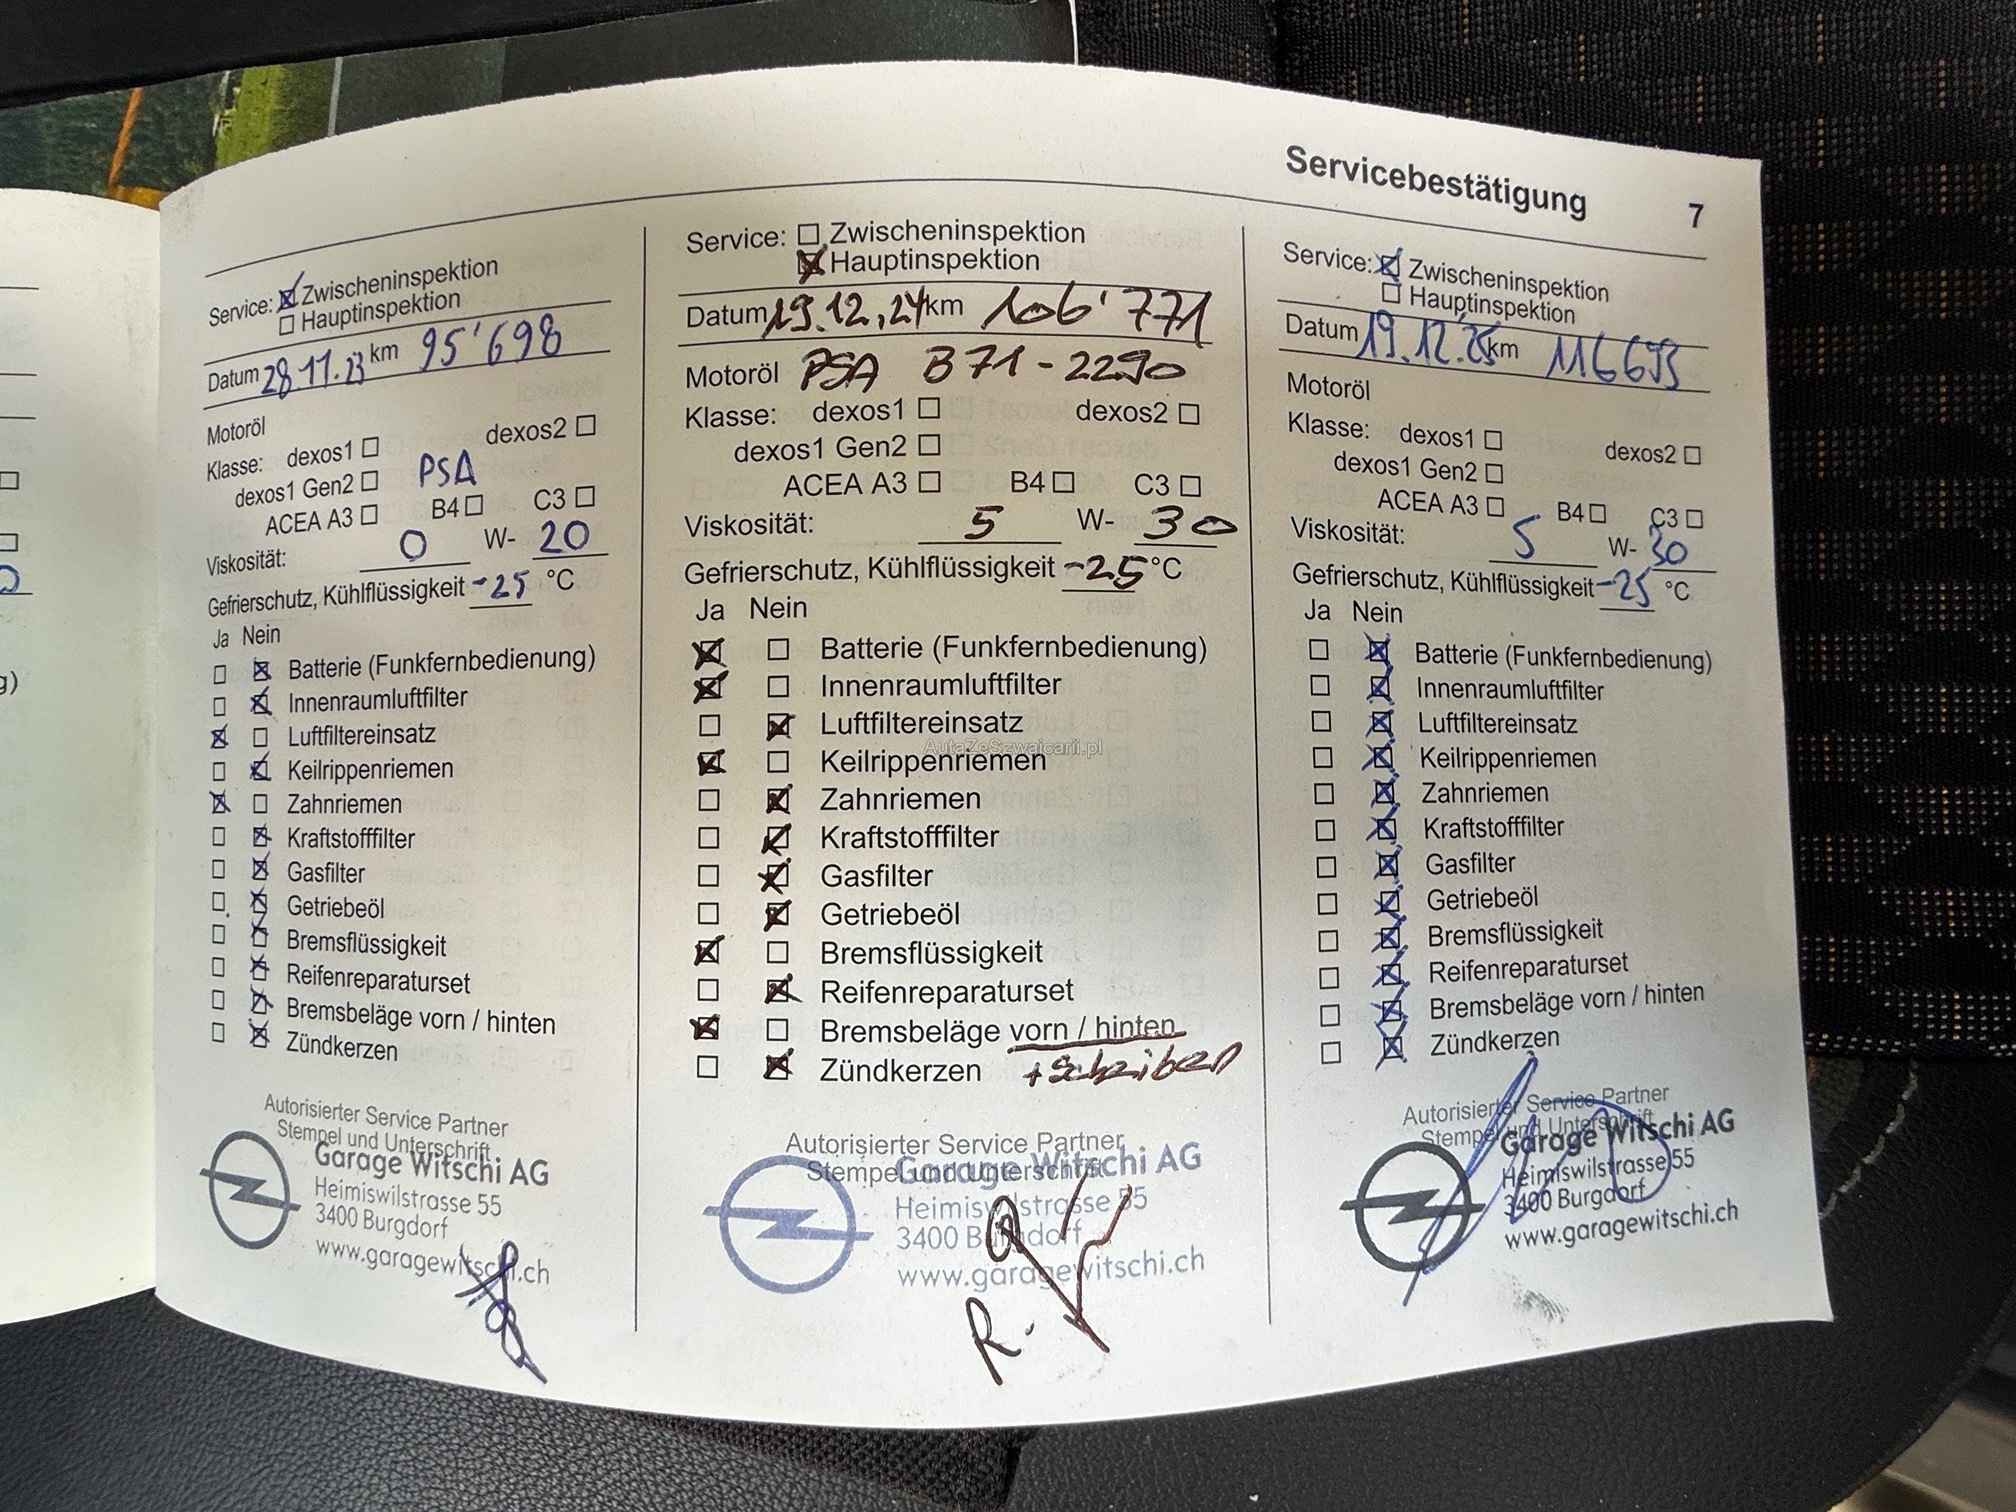 Servicebestätigung 7
Service: Zwischeninspektion
Hauptinspektion
Datum 28.11.23 km 95'698
Motoröl
Klasse: dexos1 dexos2
dexos1 Gen2 PSA
ACEA A3 B4 C3
Viskosität: 0 W- 20
Gefrierschutz, Kühlflüssigkeit -25 °C
Ja Nein
Batterie (Funkfernbedienung)
Innenraumluftfilter
Luftfiltereinsatz
Keilrippenriemen
Zahnriemen
Kraftstofffilter
Gasfilter
Getriebeöl
Bremsflüssigkeit
Reifenreparaturset
Bremsbeläge vorn / hinten
Zündkerzen
Autorisierter Service Partner
Stempel und Unterschrift
Garage Witschi AG
Heimiswilstrasse 55
3400 Burgdorf
www.garagewitschi.ch
Service: Zwischeninspektion
Hauptinspektion
Datum 19.12.24 km 106'771
Motoröl PSA B71-2290
Klasse: dexos1 dexos2
dexos1 Gen2
ACEA A3 B4 C3
Viskosität: 5 W- 30
Gefrierschutz, Kühlflüssigkeit -25 °C
Ja Nein
Batterie (Funkfernbedienung)
Innenraumluftfilter
Luftfiltereinsatz
AutaZeSzwajcarii.pl
Keilrippenriemen
Zahnriemen
Kraftstofffilter
Gasfilter
Getriebeöl
Bremsflüssigkeit
Reifenreparaturset
Bremsbeläge vorn / hinten
Zündkerzen + Scheiben
Autorisierter Service Partner
Stempel und Unterschrift
Garage Witschi AG
Heimiswilstrasse 55
3400 Burgdorf
www.garagewitschi.ch
R.
Service: Zwischeninspektion
Hauptinspektion
Datum 19.12.25 km 116693
Motoröl
Klasse: dexos1 dexos2
dexos1 Gen2
ACEA A3 B4 C3
Viskosität: 5 W- 30
Gefrierschutz, Kühlflüssigkeit -25 °C
Ja Nein
Batterie (Funkfernbedienung)
Innenraumluftfilter
Luftfiltereinsatz
Keilrippenriemen
Zahnriemen
Kraftstofffilter
Gasfilter
Getriebeöl
Bremsflüssigkeit
Reifenreparaturset
Bremsbeläge vorn / hinten
Zündkerzen
Autorisierter Service Partner
Stempel und Unterschrift
Garage Witschi AG
Heimiswilstrasse 55
3400 Burgdorf
www.garagewitschi.ch